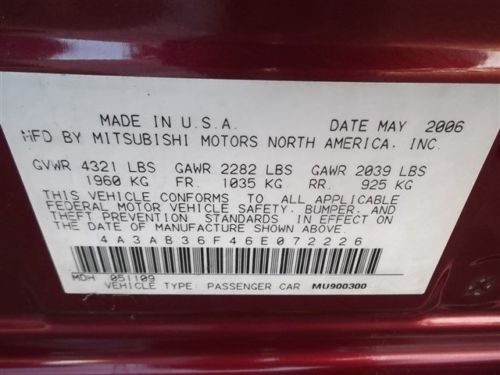 MADE IN U.S.A. DATE MAY 2006
MFD BY MITSUBISHI MOTORS NORTH AMERICA, INC.
GVWR 4321 LBS GAWR 2282 LBS GAWR 2039 LBS
1960 KG FR. 1035 KG RR. 925 KG
THIS VEHICLE CONFORMS TO ALL APPLICABLE
FEDERAL MOTOR VEHICLE SAFETY, BUMPER, AND
THEFT PREVENTION STANDARDS IN EFFECT ON
THE DATE OF MANUFACTURE SHOWN ABOVE.
4A3AB36F46E072226
MDH 051109
VEHICLE TYPE: PASSENGER CAR MU900300